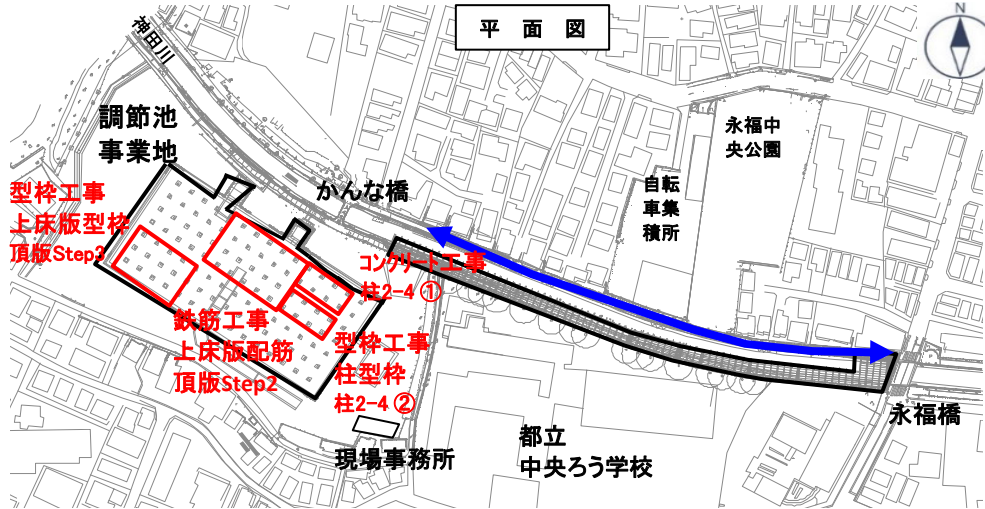 平面図
N
神田川
調節池
事業地
永福中
央公園
かんな橋
自転
車集
積所
型枠工事
上床版型枠
頂版Step3
コンクリート工事
柱2-4 ①
鉄筋工事
上床版配筋
頂版Step2
型枠工事
柱型枠
柱2-4 ②
永福橋
現場事務所
都立
中央ろう学校